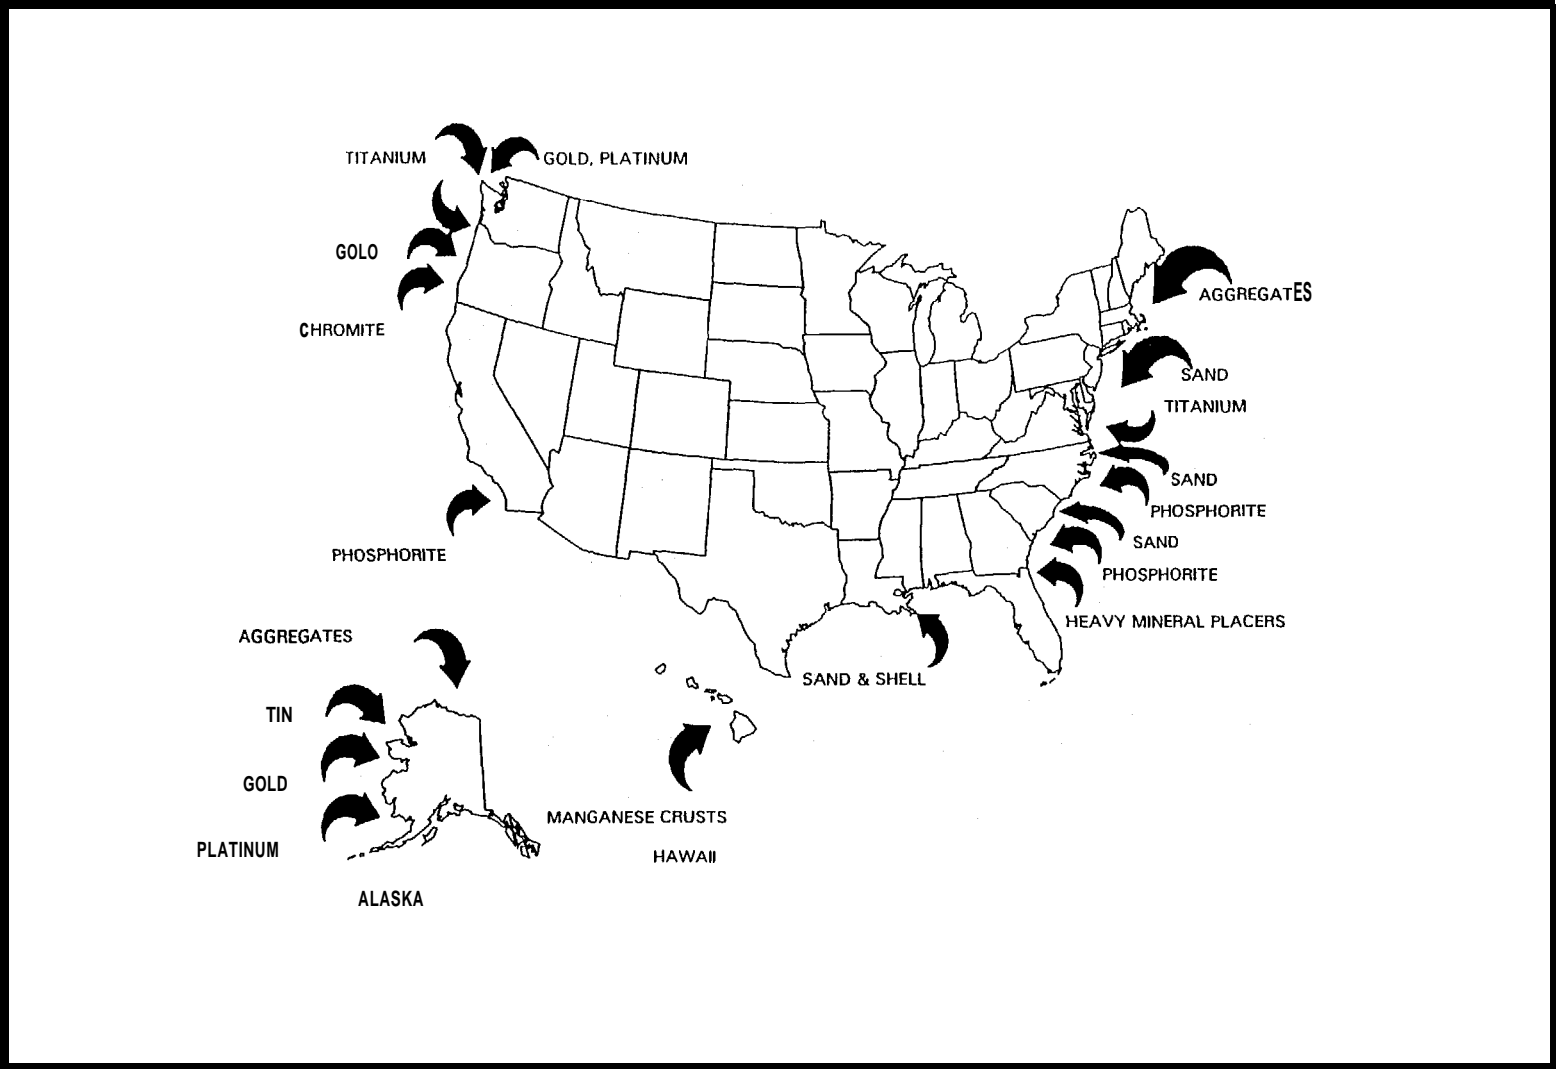 TITANIUM
GOLD, PLATINUM
GOLO
CHROMITE
AGGREGATES
SAND
TITANIUM
SAND
PHOSPHORITE
SAND
PHOSPHORITE
HEAVY MINERAL PLACERS
PHOSPHORITE
SAND & SHELL
AGGREGATES
TIN
GOLD
PLATINUM
ALASKA
MANGANESE CRUSTS
HAWAII